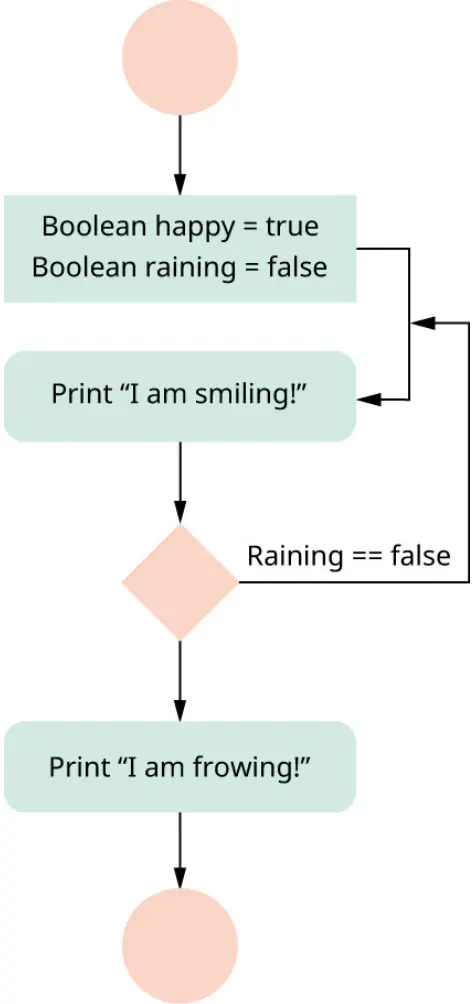 Boolean happy = true
Boolean raining = false
Print “I am smiling!”
Raining == false
Print “I am frowing!”